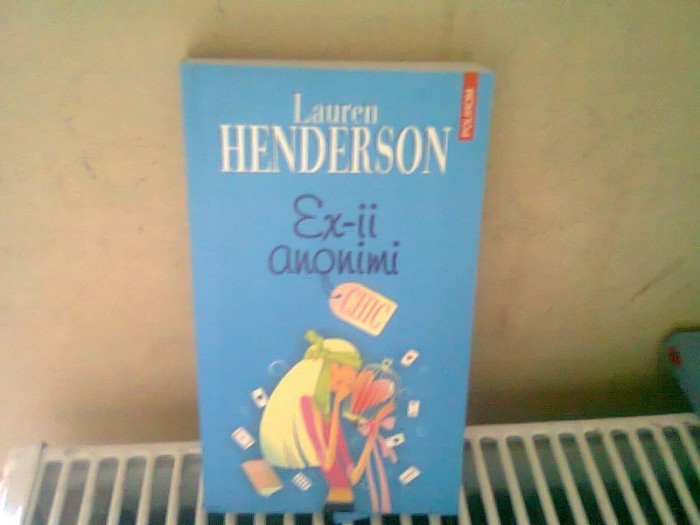 Lauren
HENDERSON
POLIROM
Ex-ii
anonimi
CHIC